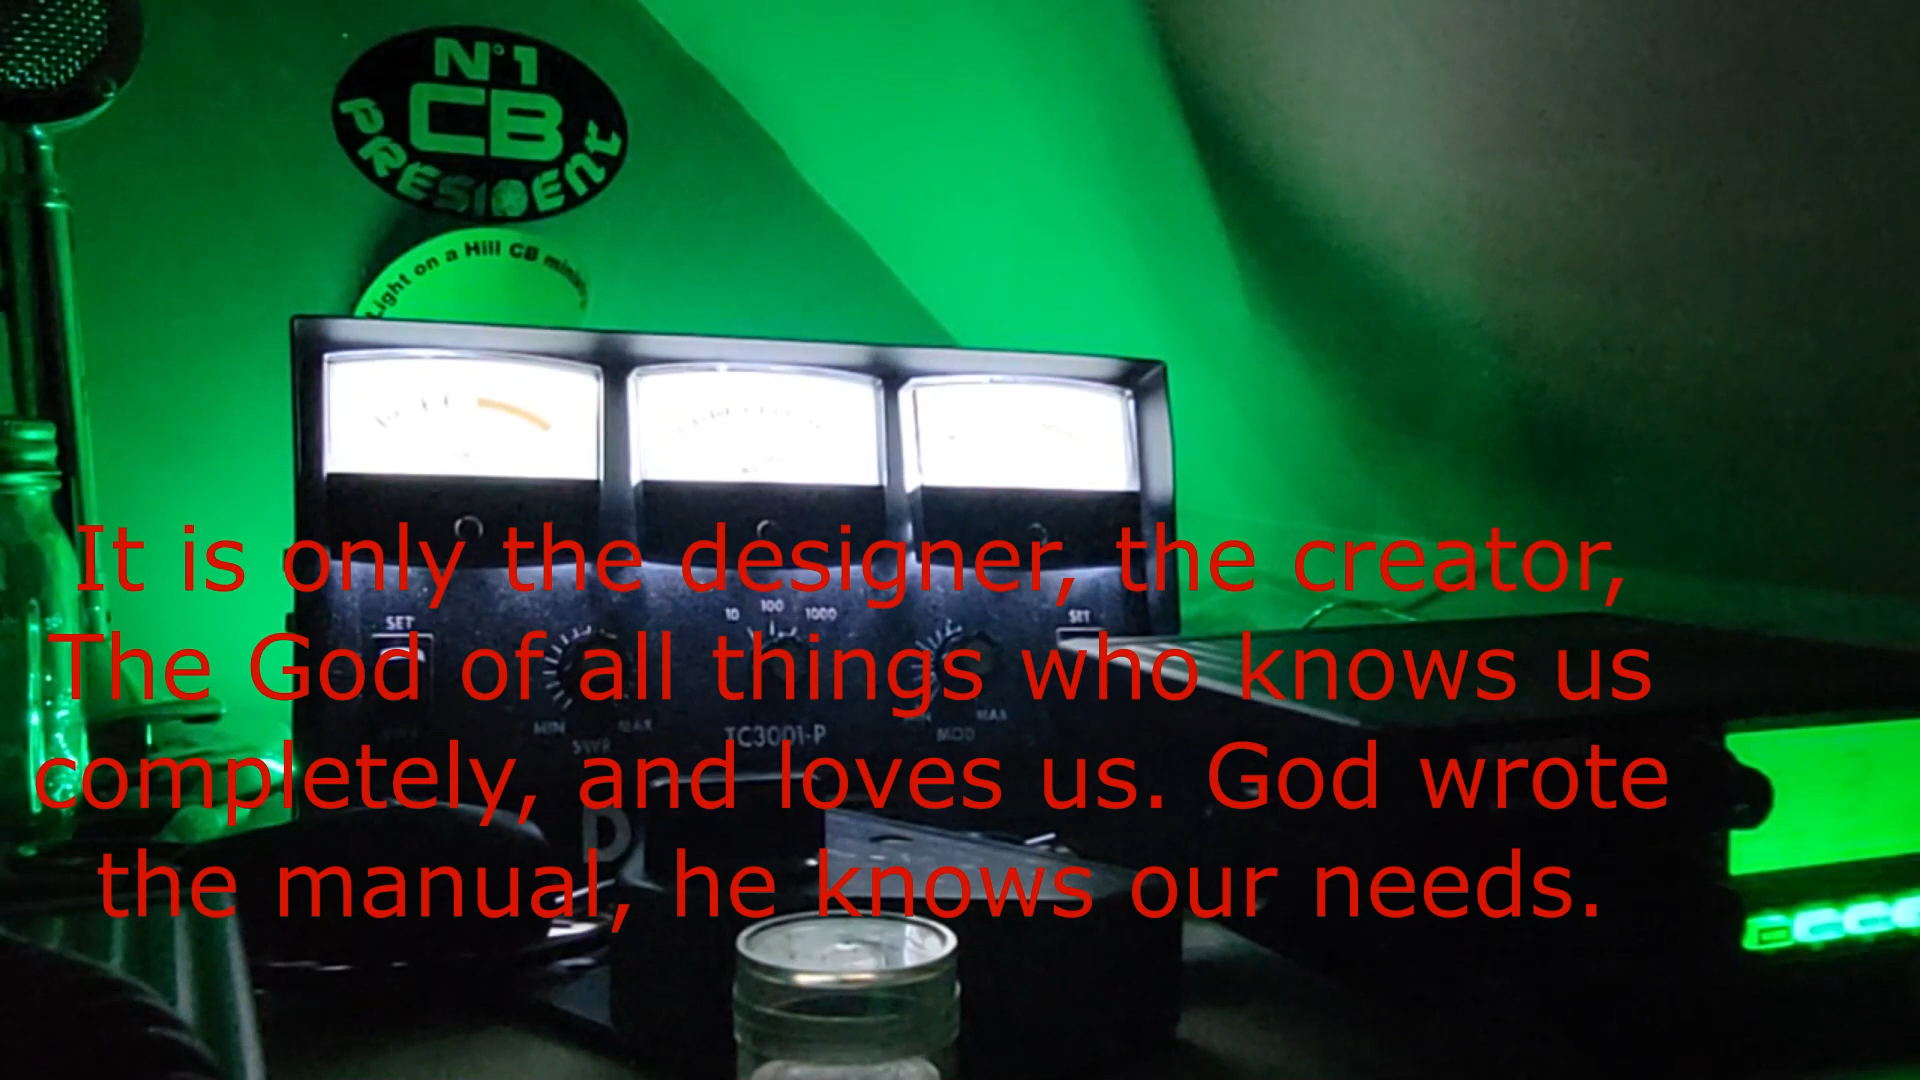 N°1
CB
PRESIDENT
Light on a Hill CB
It is only the designer, the creator,
The God of all things who knows us
completely, and loves us. God wrote
the manual, he knows our needs.
SET
10 100 1000
SET
MIN MAX
SWR
TC3001-P
MAX
MOD